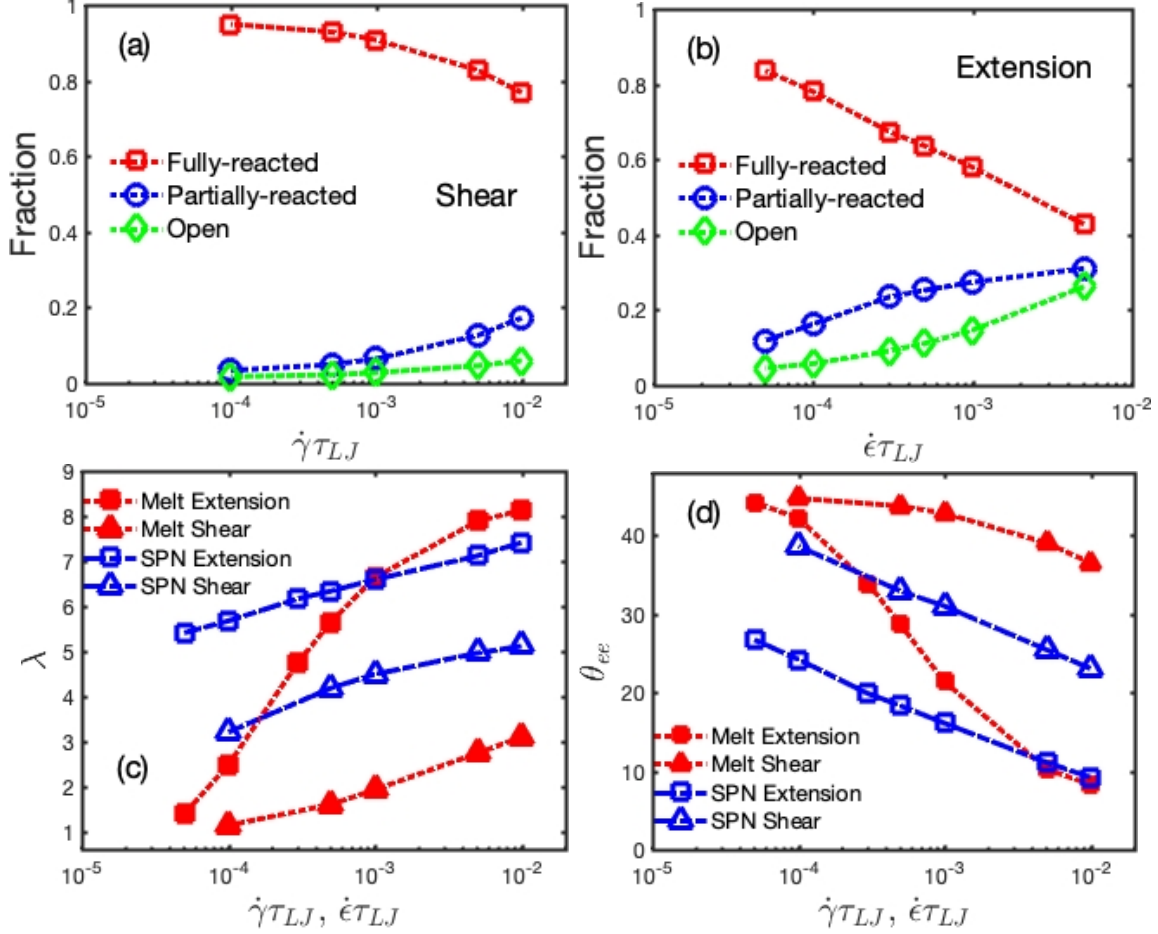 (a)
Shear
Fraction
Fully-reacted
Partially-reacted
Open
1
0.8
0.6
0.4
0.2
0
10⁻⁵
10⁻⁴
10⁻³
10⁻²
γ̇τ_LJ
(b)
Extension
Fraction
Fully-reacted
Partially-reacted
Open
1
0.8
0.6
0.4
0.2
0
10⁻⁵
10⁻⁴
10⁻³
10⁻²
ϵ̇τ_LJ
(c)
λ
Melt Extension
Melt Shear
SPN Extension
SPN Shear
9
8
7
6
5
4
3
2
1
10⁻⁵
10⁻⁴
10⁻³
10⁻²
γ̇τ_LJ, ϵ̇τ_LJ
(d)
θ_ee
40
30
20
10
0
Melt Extension
Melt Shear
SPN Extension
SPN Shear
10⁻⁵
10⁻⁴
10⁻³
10⁻²
γ̇τ_LJ, ϵ̇τ_LJ